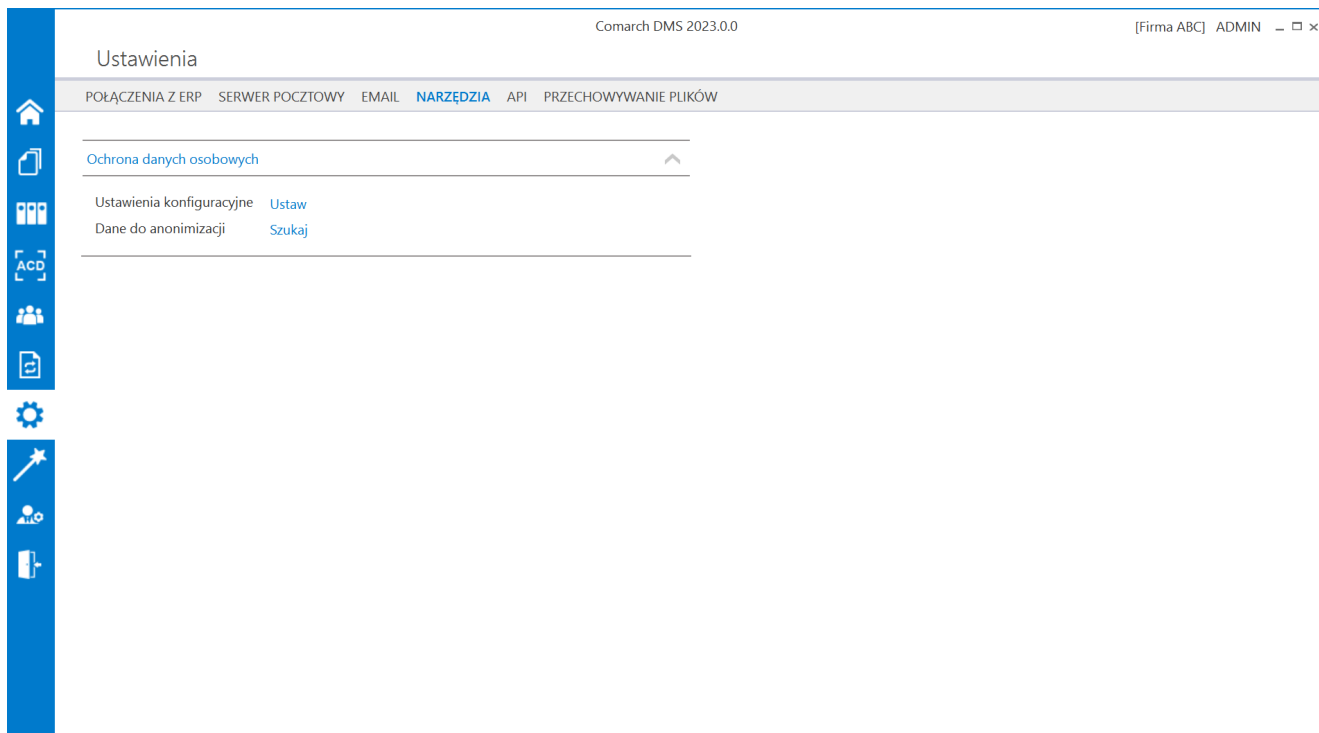 Comarch DMS 2023.0.0
[Firma ABC] ADMIN
Ustawienia
POŁĄCZENIA Z ERP SERWER POCZTOWY EMAIL NARZĘDZIA API PRZECHOWYWANIE PLIKÓW
Ochrona danych osobowych
Ustawienia konfiguracyjne Ustaw
Dane do anonimizacji Szukaj
ACD